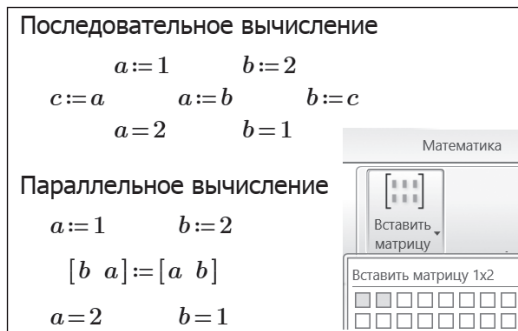 Последовательное вычисление
a:=1 b:=2
c:=a a:=b b:=c
a=2 b=1
Математика
Параллельное вычисление
Вставить
матрицу
a:=1 b:=2
[b a]:=[a b]
Вставить матрицу 1x2
a=2 b=1